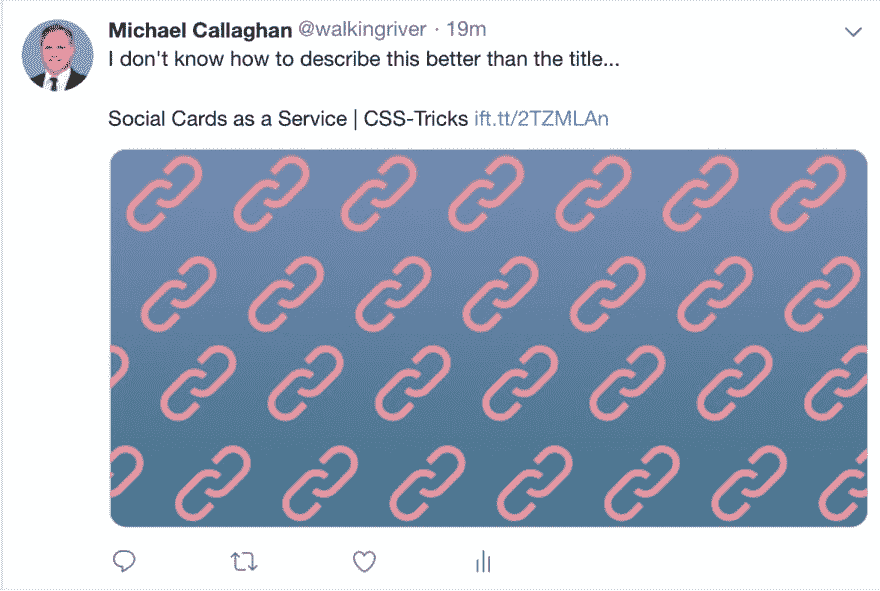 Michael Callaghan @walkingriver · 19m
I don't know how to describe this better than the title...
Social Cards as a Service | CSS-Tricks ift.tt/2TZMLAn